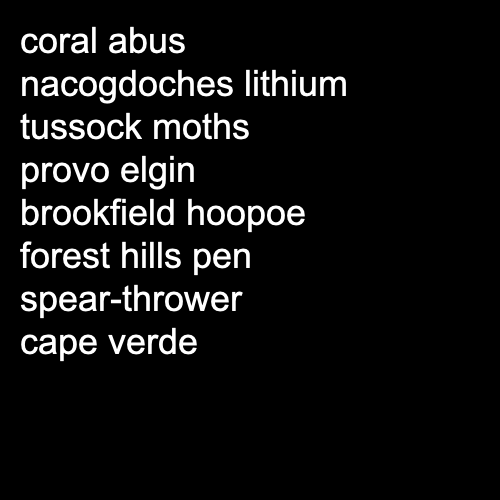 coral abus
nacogdoches lithium
tussock moths
provo elgin
brookfield hoopoe
forest hills pen
spear-thrower
cape verde